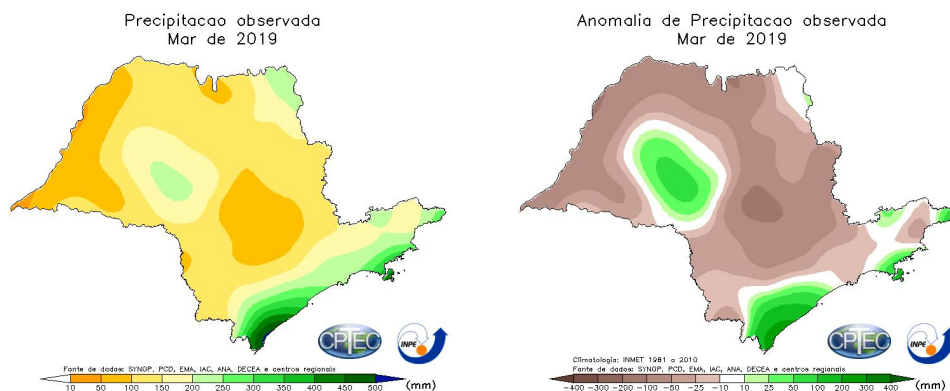 Precipitacao observada
Mar de 2019
CPTEC
INPE
Fonte de dados: SYNOP, PCD, EMA, IAC, ANA, DECEA e centros regionais
10 50 100 150 200 250 300 350 400 450 500 (mm)
Anomalia de Precipitacao observada
Mar de 2019
CPTEC
INPE
Climatologia: INMET 1981 a 2010
Fonte de dados: SYNOP, PCD, EMA, IAC, ANA, DECEA e centros regionais
-400 -300 -200 -100 -50 -25 -10 10 25 50 100 200 300 400 (mm)